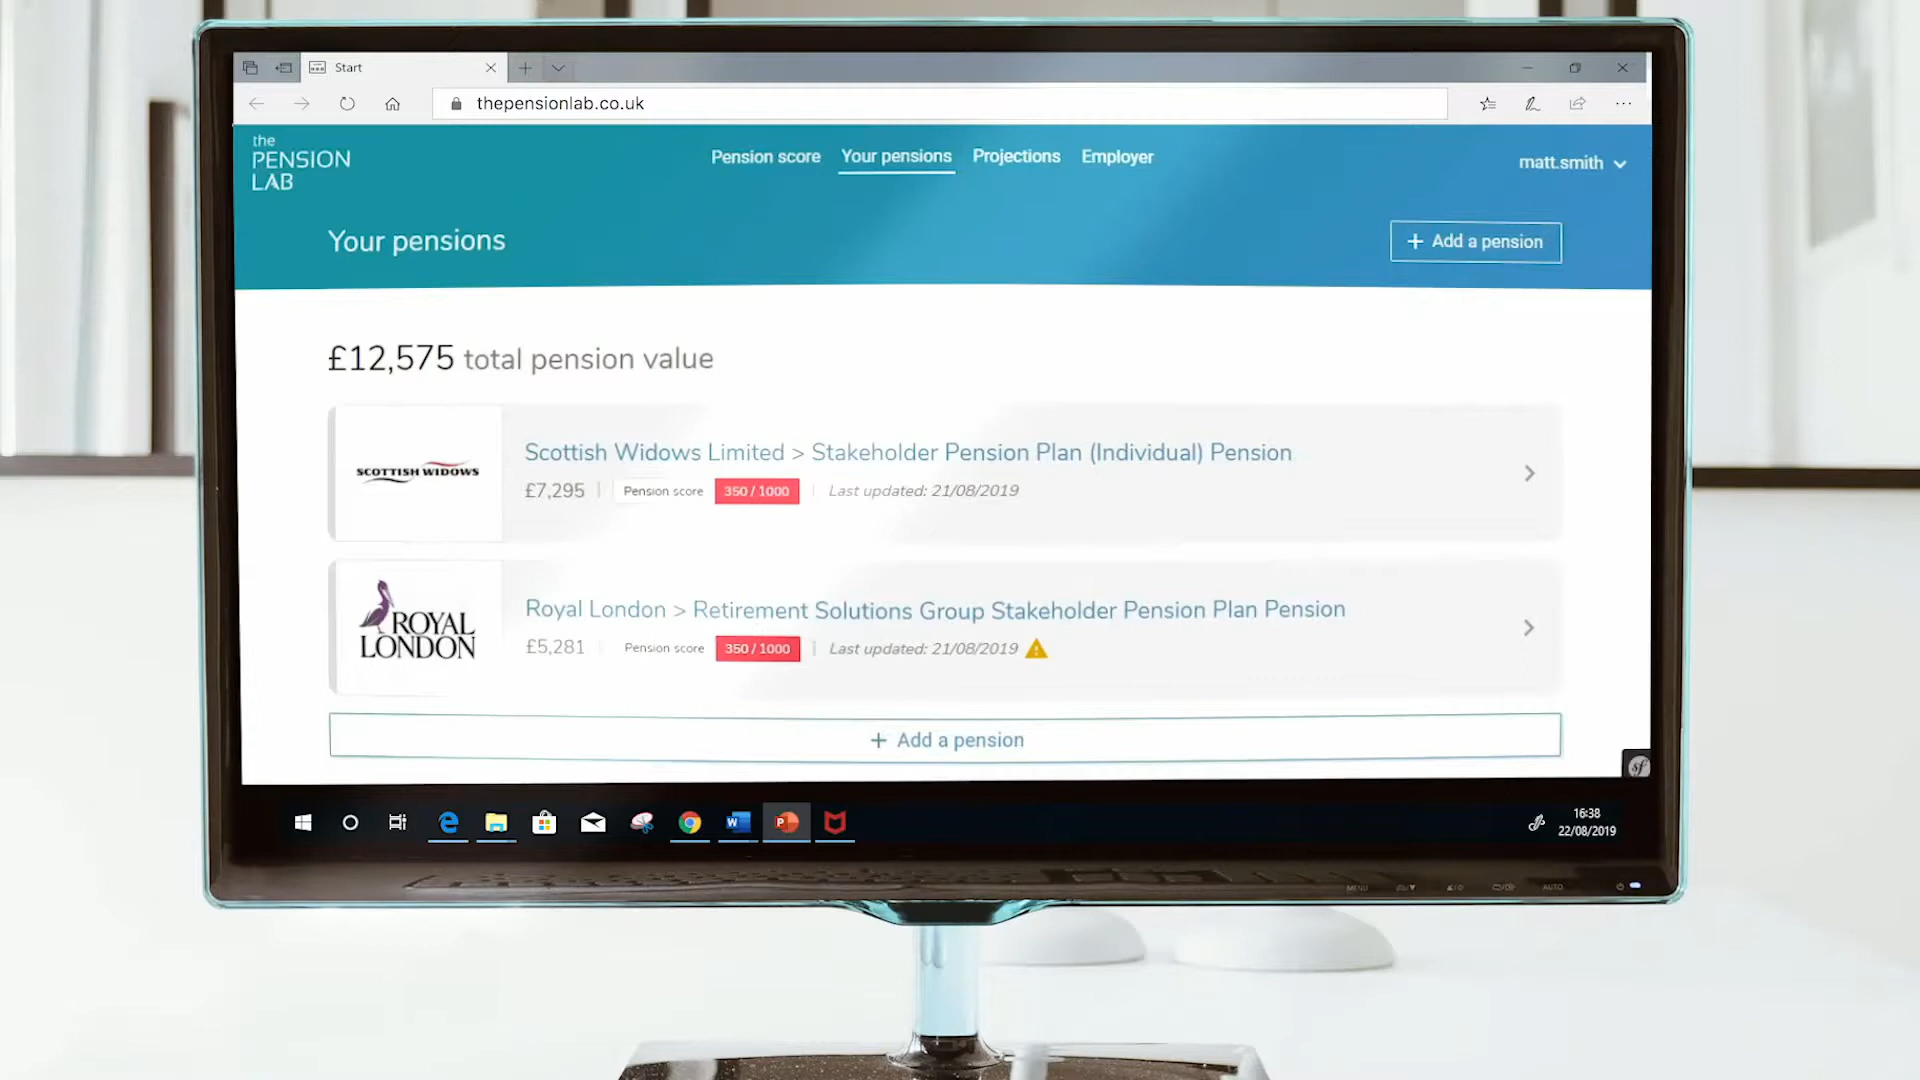 Start
thepensionlab.co.uk
the
PENSION
LAB
Pension score Your pensions Projections Employer
matt.smith
Your pensions
+ Add a pension
£12,575 total pension value
SCOTTISH WIDOWS
Scottish Widows Limited > Stakeholder Pension Plan (Individual) Pension
£7,295 | Pension score 350 / 1000 | Last updated: 21/08/2019
ROYAL
LONDON
Royal London > Retirement Solutions Group Stakeholder Pension Plan Pension
£5,281 | Pension score 350 / 1000 | Last updated: 21/08/2019
+ Add a pension
sf
16:38
22/08/2019
MENU AUTO